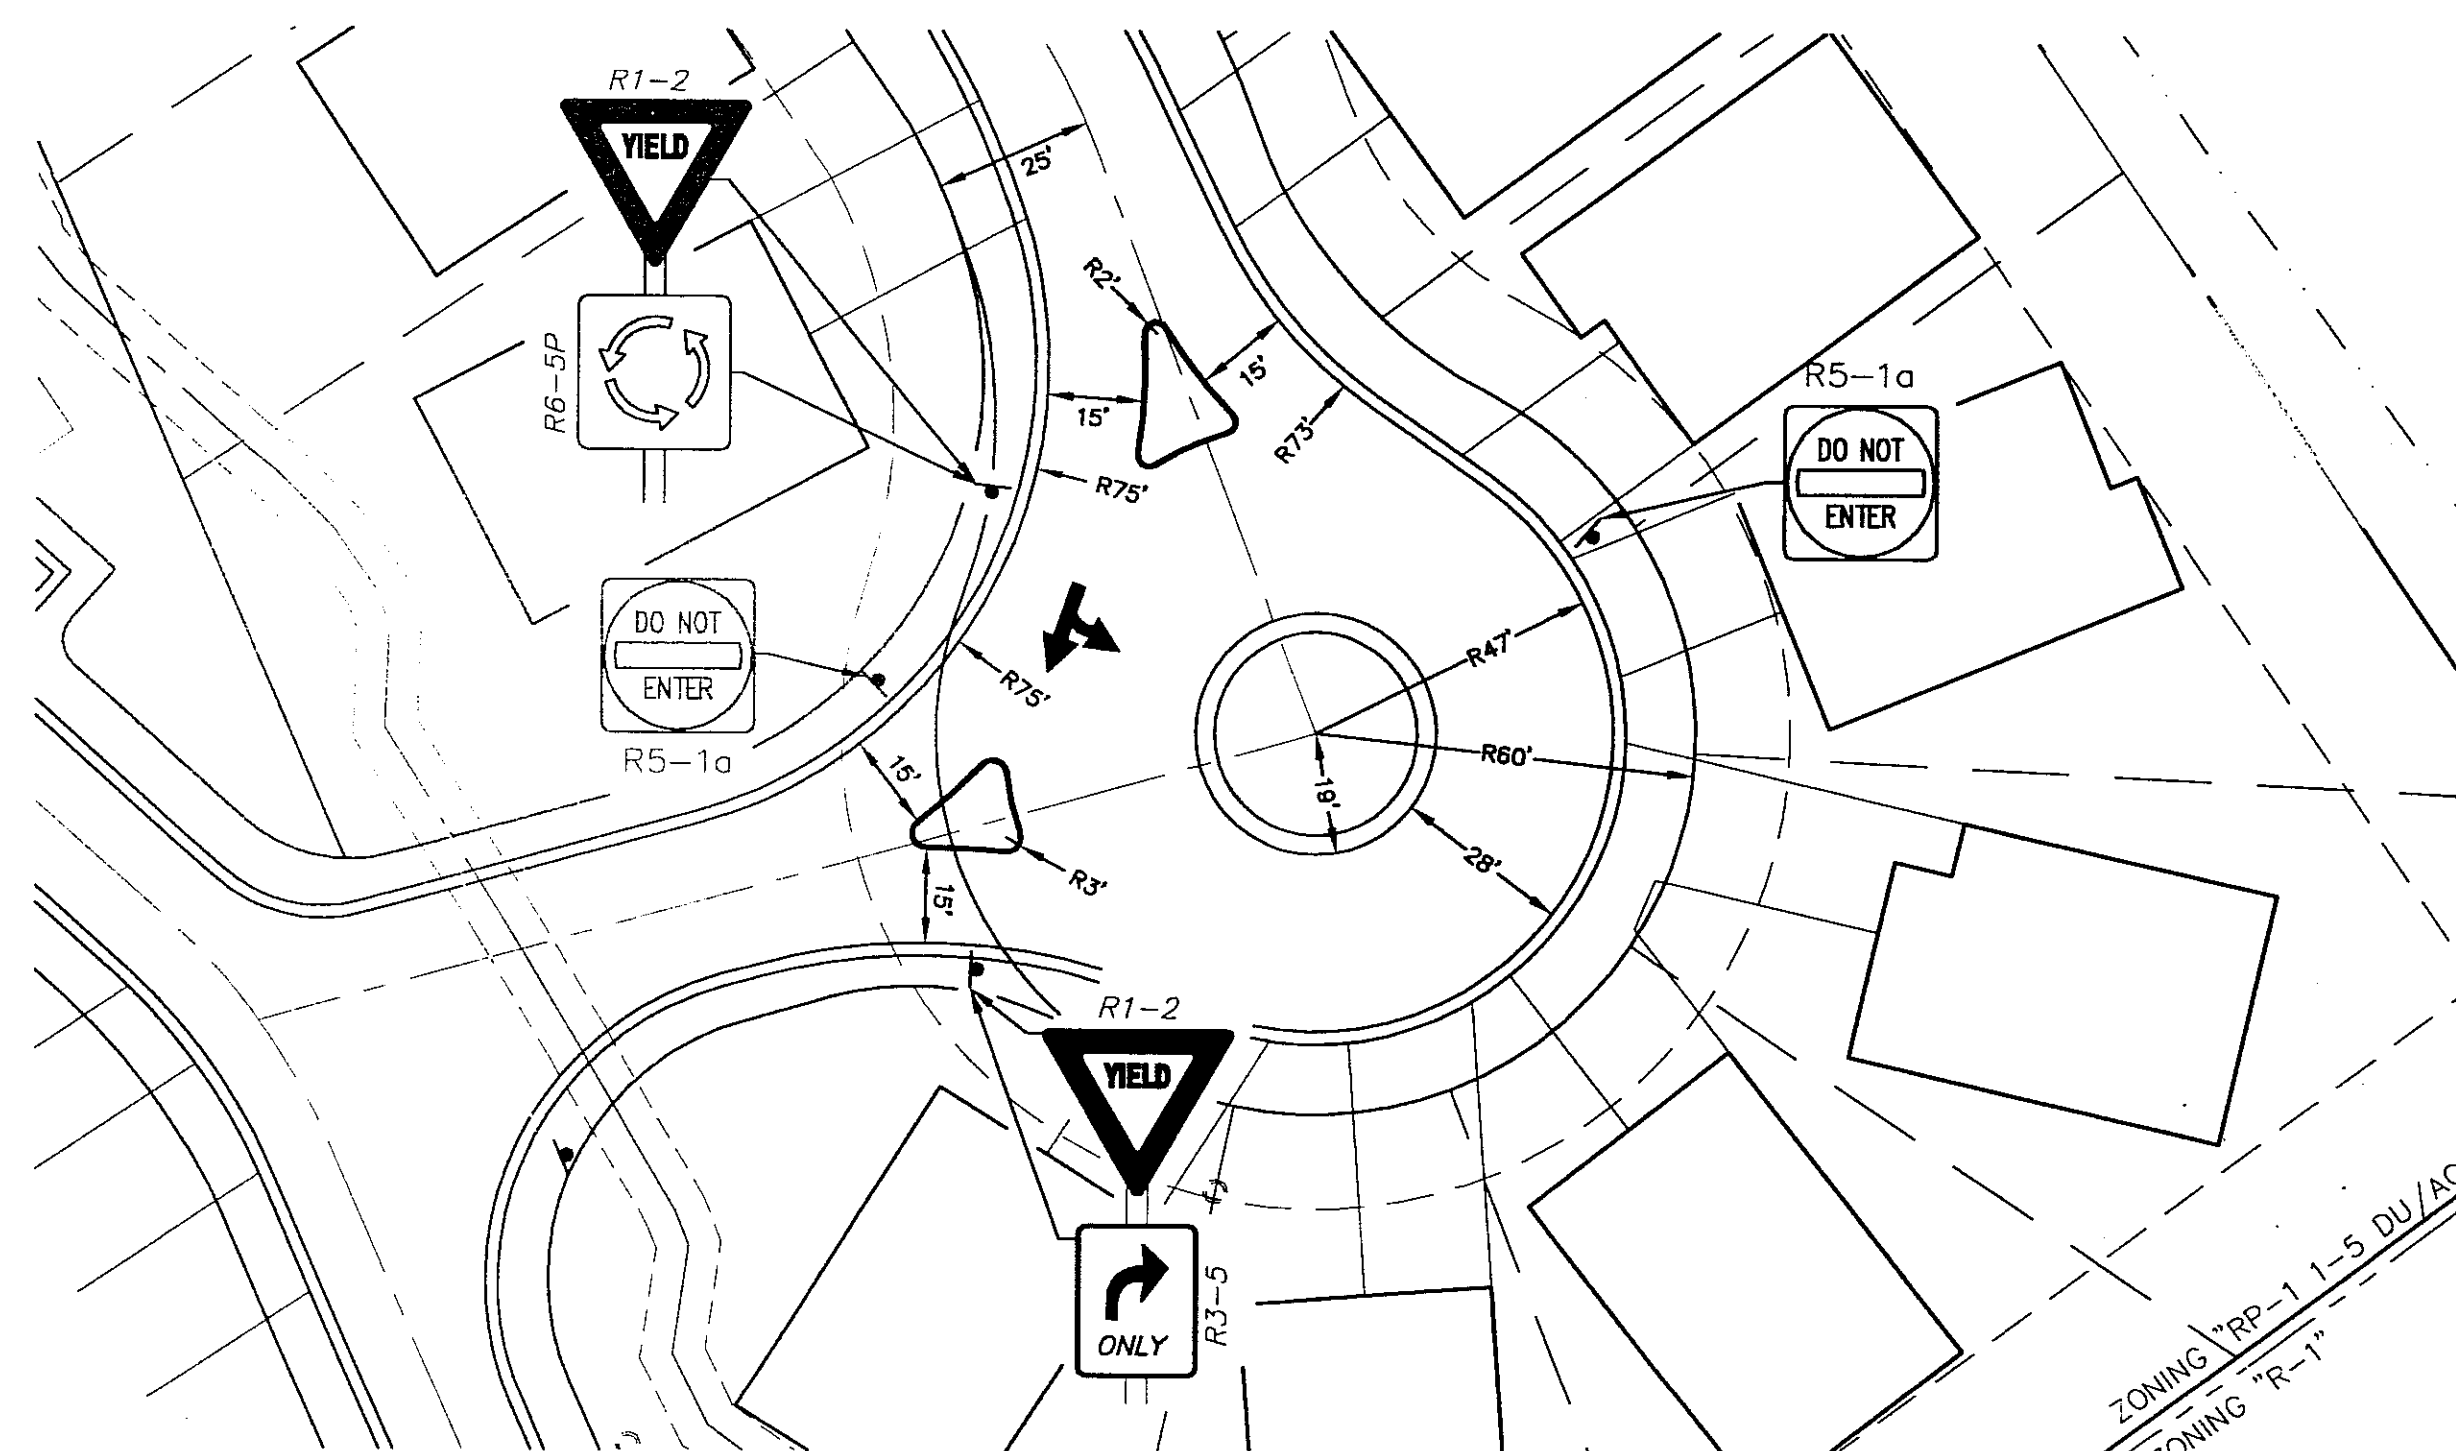 R1-2
YIELD
R6-5P
25'
R2'
15'
15'
R73'
R75'
R5-1a
DO NOT
ENTER
DO NOT
ENTER
R5-1a
R75'
R47'
R60'
19'
28'
15'
R3'
15'
R1-2
YIELD
ONLY
R3-5
ZONING "RP-1 1-5 DU/AC
ZONING "R-1"